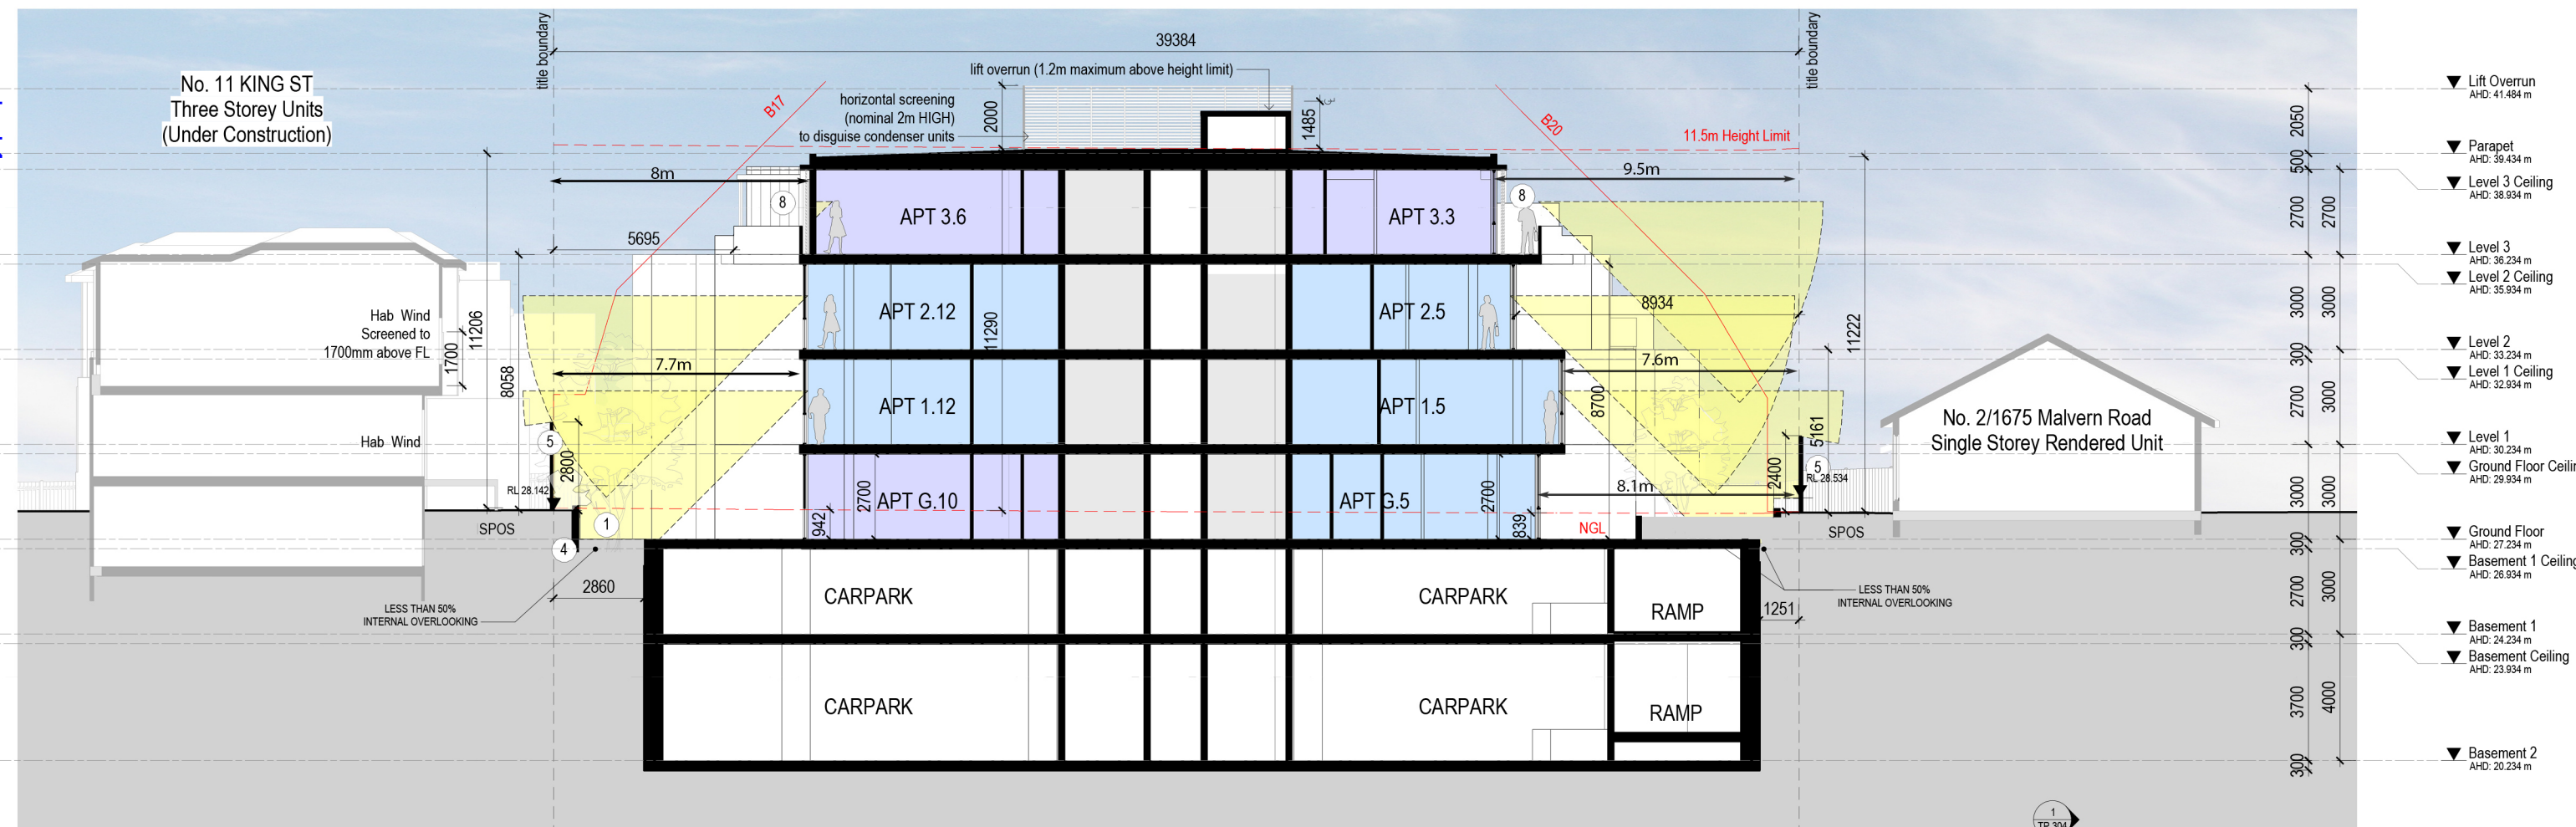 title boundary
39384
title boundary
No. 11 KING ST
Three Storey Units
(Under Construction)
lift overrun (1.2m maximum above height limit)
B17
horizontal screening
(nominal 2m HIGH)
to disguise condenser units
2000
1485
B20
11.5m Height Limit
8m
9.5m
8
APT 3.6
APT 3.3
8
5695
Hab Wind
Screened to
1700mm above FL
1700
11206
8058
APT 2.12
11290
APT 2.5
8934
11222
7.7m
7.6m
APT 1.12
APT 1.5
8700
5161
Hab Wind
5
2800
RL 28.142
2400
5
RL 28.534
No. 2/1675 Malvern Road
Single Storey Rendered Unit
APT G.10
2700
942
APT G.5
2700
839
8.1m
NGL
SPOS
1
4
SPOS
2860
LESS THAN 50%
INTERNAL OVERLOOKING
CARPARK
CARPARK
RAMP
1251
LESS THAN 50%
INTERNAL OVERLOOKING
CARPARK
CARPARK
RAMP
2050
500
2700
2700
3000
3000
300
2700
3000
3000
3000
300
2700
3000
300
3700
4000
300
Lift Overrun
AHD: 41.484 m
Parapet
AHD: 39.434 m
Level 3 Ceiling
AHD: 38.934 m
Level 3
AHD: 36.234 m
Level 2 Ceiling
AHD: 35.934 m
Level 2
AHD: 33.234 m
Level 1 Ceiling
AHD: 32.934 m
Level 1
AHD: 30.234 m
Ground Floor Ceilin
AHD: 29.934 m
Ground Floor
AHD: 27.234 m
Basement 1 Ceiling
AHD: 26.934 m
Basement 1
AHD: 24.234 m
Basement Ceiling
AHD: 23.934 m
Basement 2
AHD: 20.234 m
1
TP 304